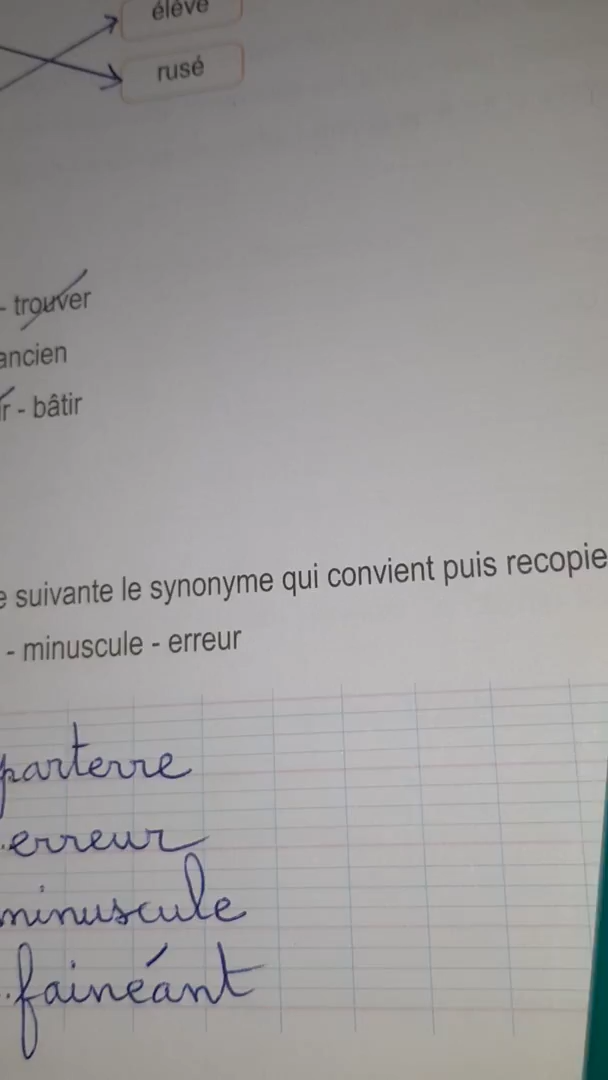 élève
rusé
- trouver
ancien
r - bâtir
e suivante le synonyme qui convient puis recopie
- minuscule - erreur
parterre
erreur
minuscule
fainéant